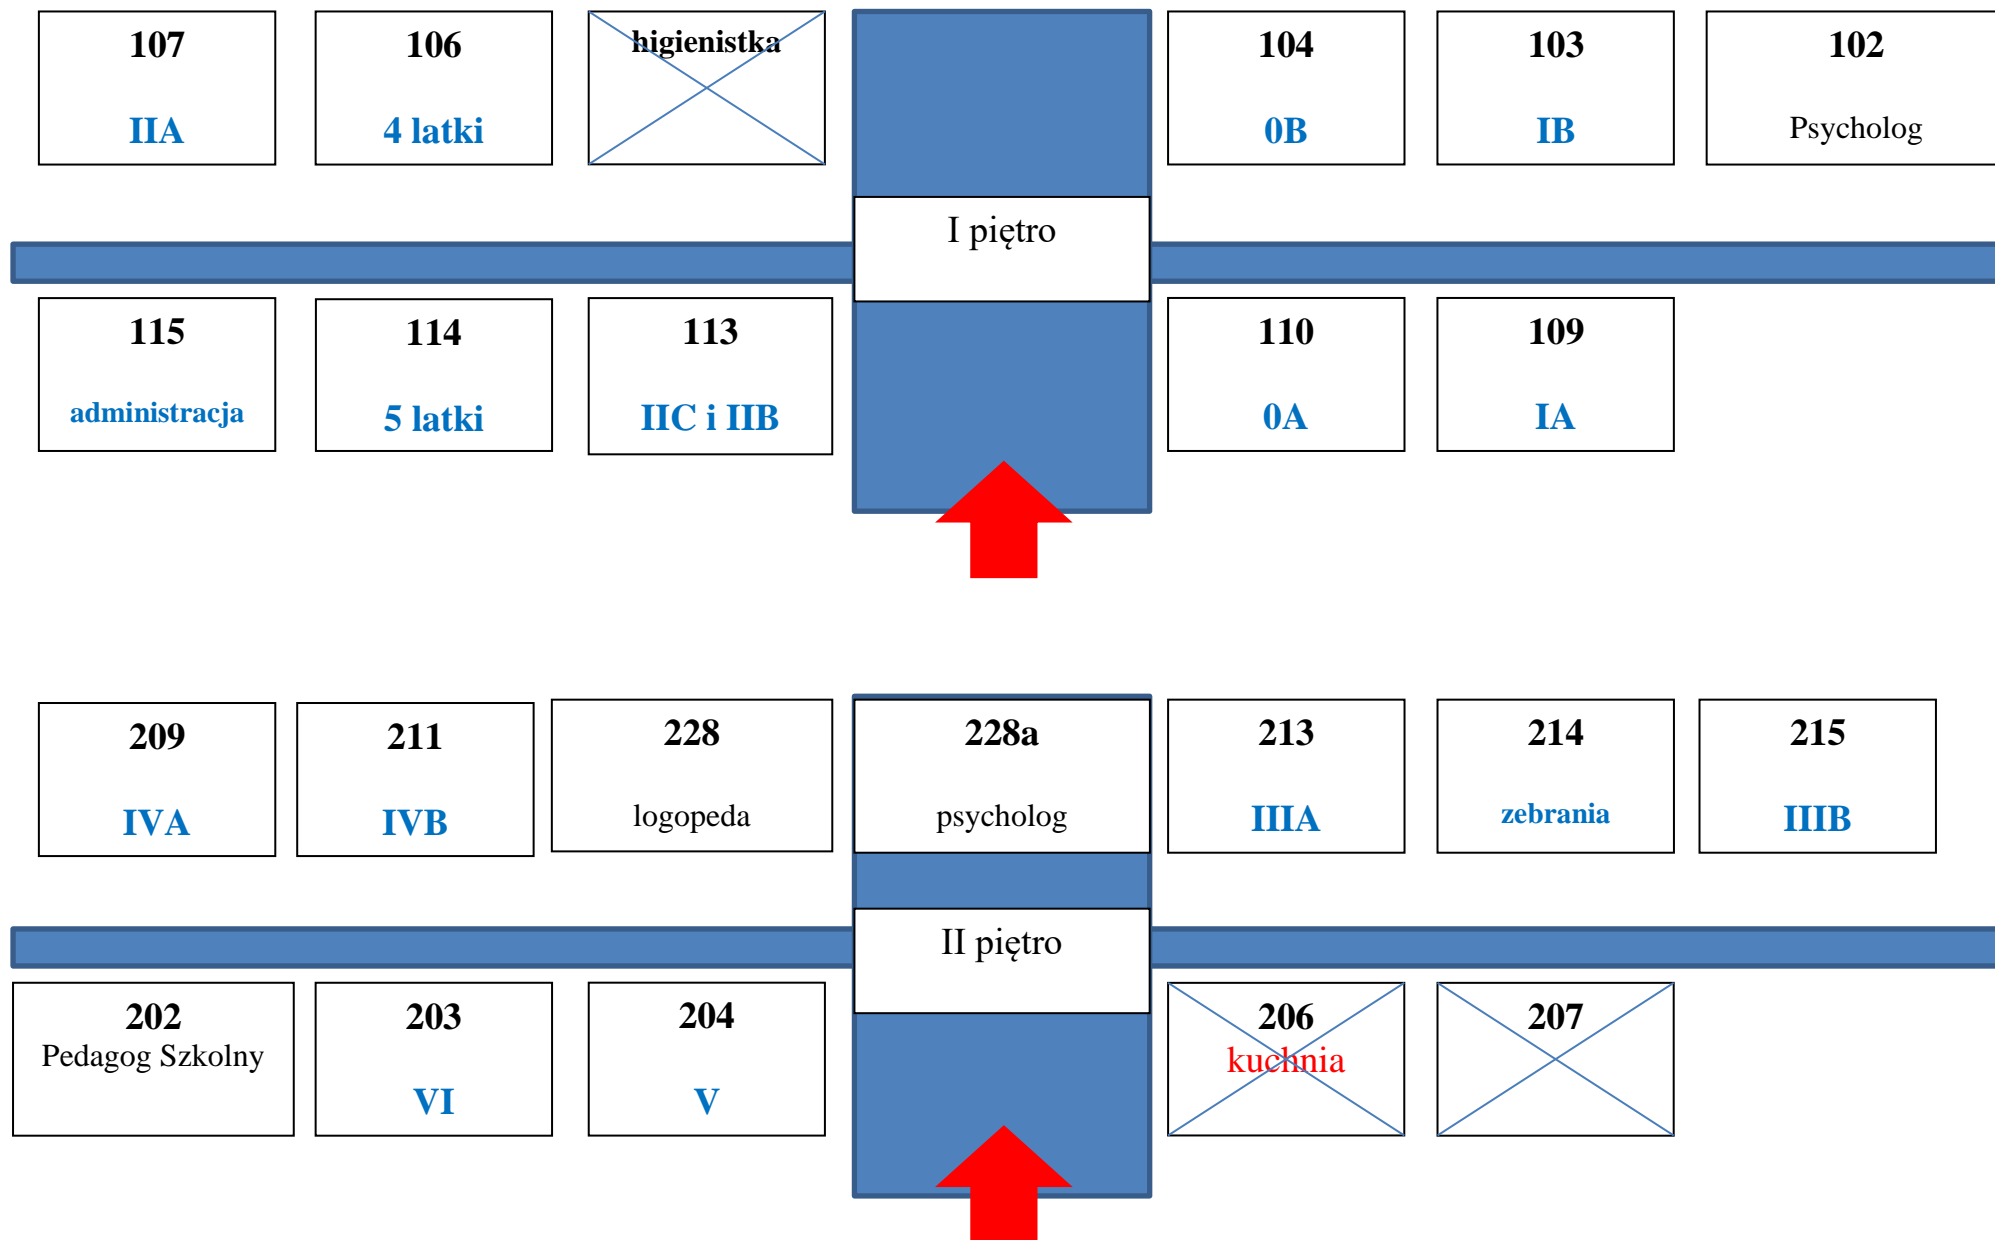 107
IIA
106
4 latki
higienistka
104
0B
103
IB
102
Psycholog
I piętro
115
administracja
114
5 latki
113
IIC i IIB
110
0A
109
IA
209
IVA
211
IVB
228
logopeda
228a
psycholog
213
IIIA
214
zebrania
215
IIIB
II piętro
202
Pedagog Szkolny
203
VI
204
V
206
kuchnia
207